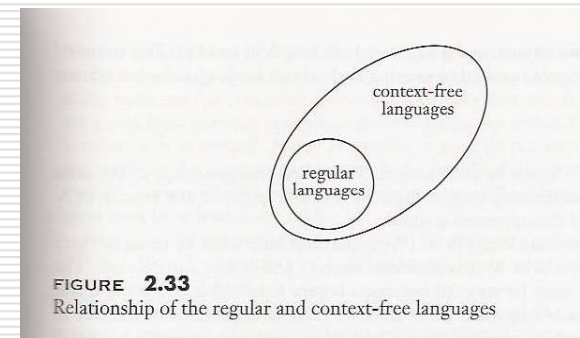 context-free
languages
regular
languages
FIGURE 2.33
Relationship of the regular and context-free languages